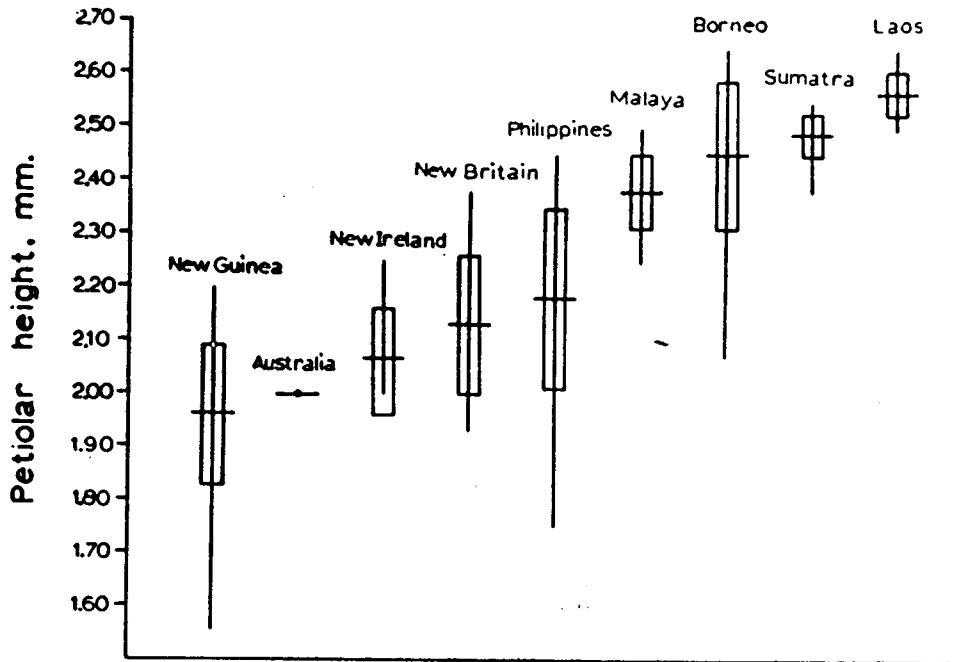 Petiolar height. mm.
2.70
2.60
2.50
2.40
2.30
2.20
2.10
2.00
1.90
1.80
1.70
1.60
New Guinea
Australia
New Ireland
New Britain
Philippines
Malaya
Borneo
Sumatra
Laos